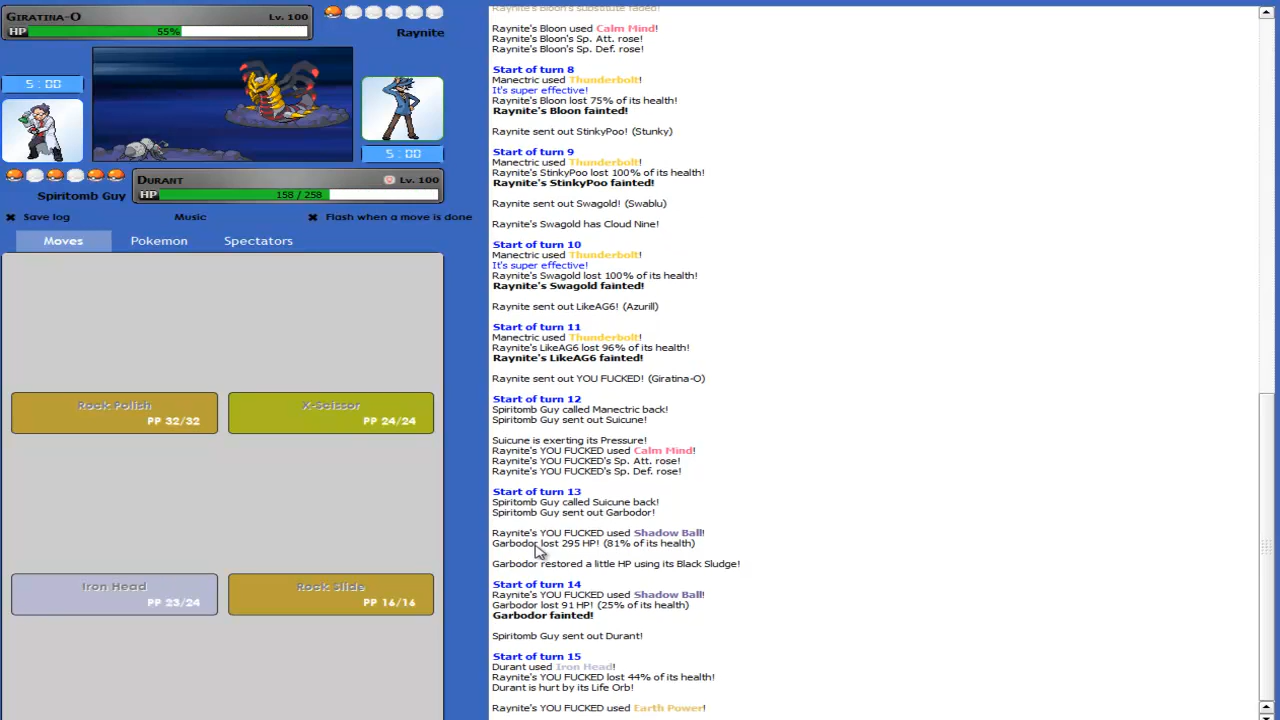 GIRATINA-O Lv. 100
HP 55%
Raynite
5:00
5:00
Spiritomb Guy
DURANT Lv. 100
HP 158 / 258
Save log Music Flash when a move is done
Moves Pokemon Spectators
Rock Polish
PP 32/32
X-Scissor
PP 24/24
Iron Head
PP 23/24
Rock Slide
PP 16/16
Raynite's Bloon's substitute faded!
Raynite's Bloon used Calm Mind!
Raynite's Bloon's Sp. Att. rose!
Raynite's Bloon's Sp. Def. rose!
Start of turn 8
Manectric used Thunderbolt!
It's super effective!
Raynite's Bloon lost 75% of its health!
Raynite's Bloon fainted!
Raynite sent out StinkyPoo! (Stunky)
Start of turn 9
Manectric used Thunderbolt!
Raynite's StinkyPoo lost 100% of its health!
Raynite's StinkyPoo fainted!
Raynite sent out Swagold! (Swablu)
Raynite's Swagold has Cloud Nine!
Start of turn 10
Manectric used Thunderbolt!
It's super effective!
Raynite's Swagold lost 100% of its health!
Raynite's Swagold fainted!
Raynite sent out LikeAG6! (Azurill)
Start of turn 11
Manectric used Thunderbolt!
Raynite's LikeAG6 lost 96% of its health!
Raynite's LikeAG6 fainted!
Raynite sent out YOU FUCKED! (Giratina-O)
Start of turn 12
Spiritomb Guy called Manectric back!
Spiritomb Guy sent out Suicune!
Suicune is exerting its Pressure!
Raynite's YOU FUCKED used Calm Mind!
Raynite's YOU FUCKED's Sp. Att. rose!
Raynite's YOU FUCKED's Sp. Def. rose!
Start of turn 13
Spiritomb Guy called Suicune back!
Spiritomb Guy sent out Garbodor!
Raynite's YOU FUCKED used Shadow Ball!
Garbodor lost 295 HP! (81% of its health)
Garbodor restored a little HP using its Black Sludge!
Start of turn 14
Raynite's YOU FUCKED used Shadow Ball!
Garbodor lost 91 HP! (25% of its health)
Garbodor fainted!
Spiritomb Guy sent out Durant!
Start of turn 15
Durant used Iron Head!
Raynite's YOU FUCKED lost 44% of its health!
Durant is hurt by its Life Orb!
Raynite's YOU FUCKED used Earth Power!